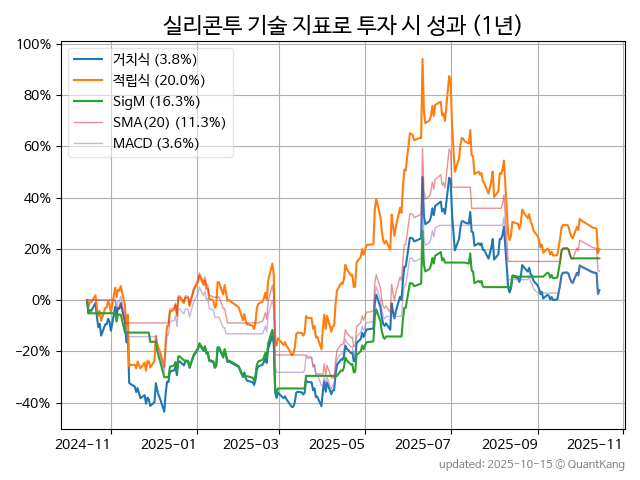 실리콘투 기술 지표로 투자 시 성과 (1년)
100%
80%
60%
40%
20%
0%
−20%
−40%
거치식 (3.8%)
적립식 (20.0%)
SigM (16.3%)
SMA(20) (11.3%)
MACD (3.6%)
2024-11 2025-01 2025-03 2025-05 2025-07 2025-09 2025-11
updated: 2025-10-15 © QuantKang